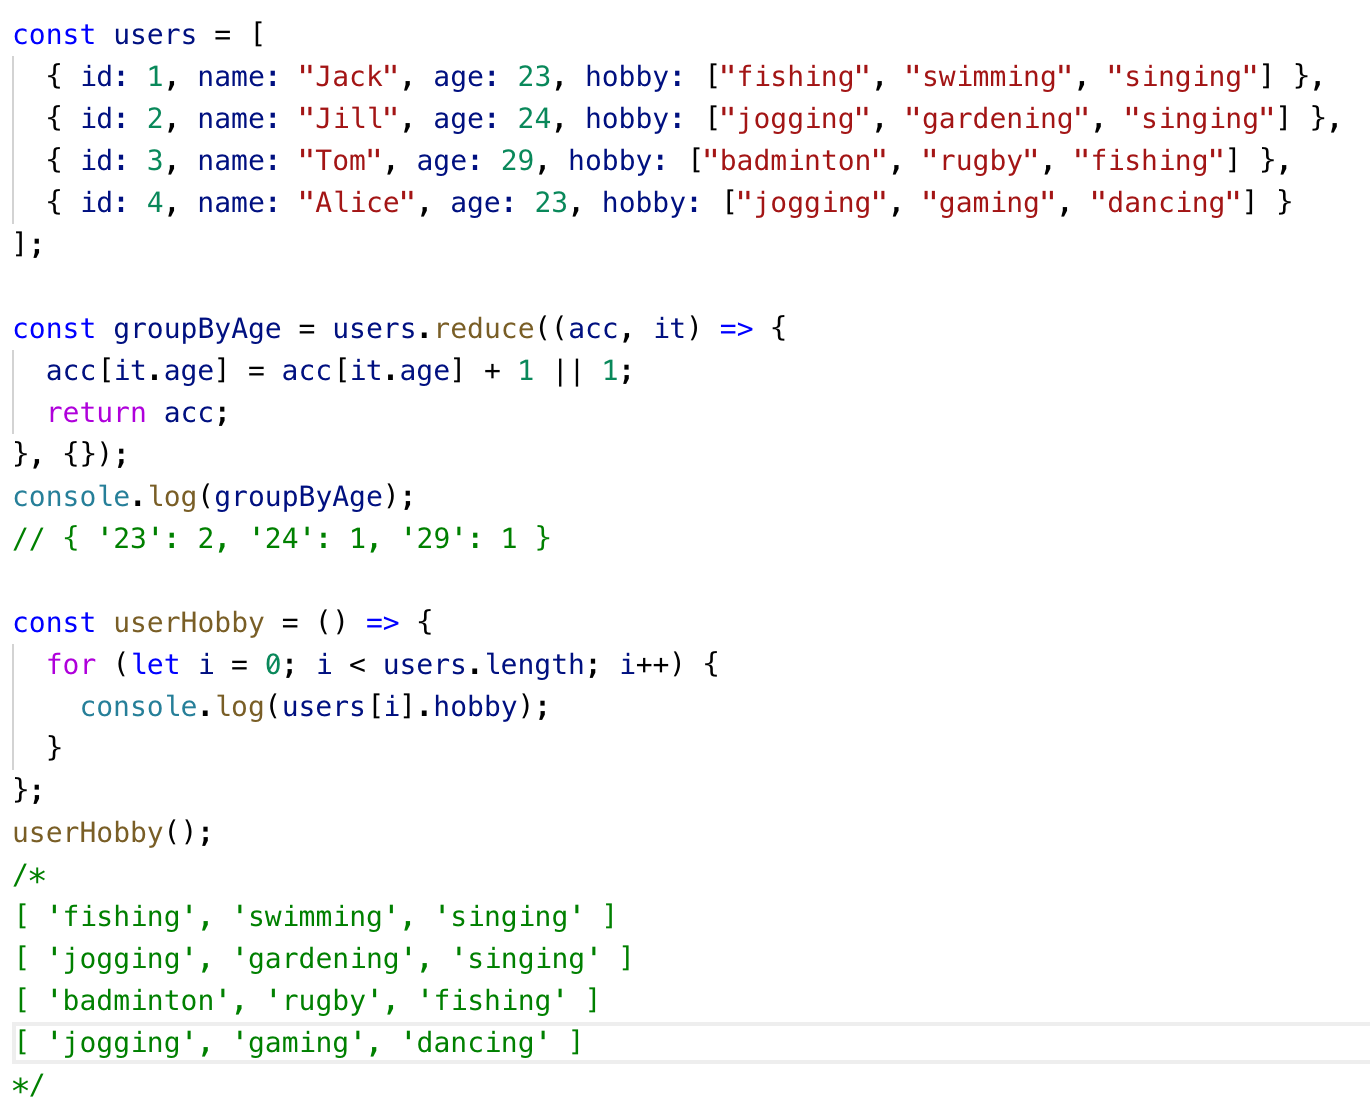 const users = [
  { id: 1, name: "Jack", age: 23, hobby: ["fishing", "swimming", "singing"] },
  { id: 2, name: "Jill", age: 24, hobby: ["jogging", "gardening", "singing"] },
  { id: 3, name: "Tom", age: 29, hobby: ["badminton", "rugby", "fishing"] },
  { id: 4, name: "Alice", age: 23, hobby: ["jogging", "gaming", "dancing"] }
];

const groupByAge = users.reduce((acc, it) => {
  acc[it.age] = acc[it.age] + 1 || 1;
  return acc;
}, {});
console.log(groupByAge);
// { '23': 2, '24': 1, '29': 1 }

const userHobby = () => {
  for (let i = 0; i < users.length; i++) {
    console.log(users[i].hobby);
  }
};
userHobby();
/*
[ 'fishing', 'swimming', 'singing' ]
[ 'jogging', 'gardening', 'singing' ]
[ 'badminton', 'rugby', 'fishing' ]
[ 'jogging', 'gaming', 'dancing' ]
*/